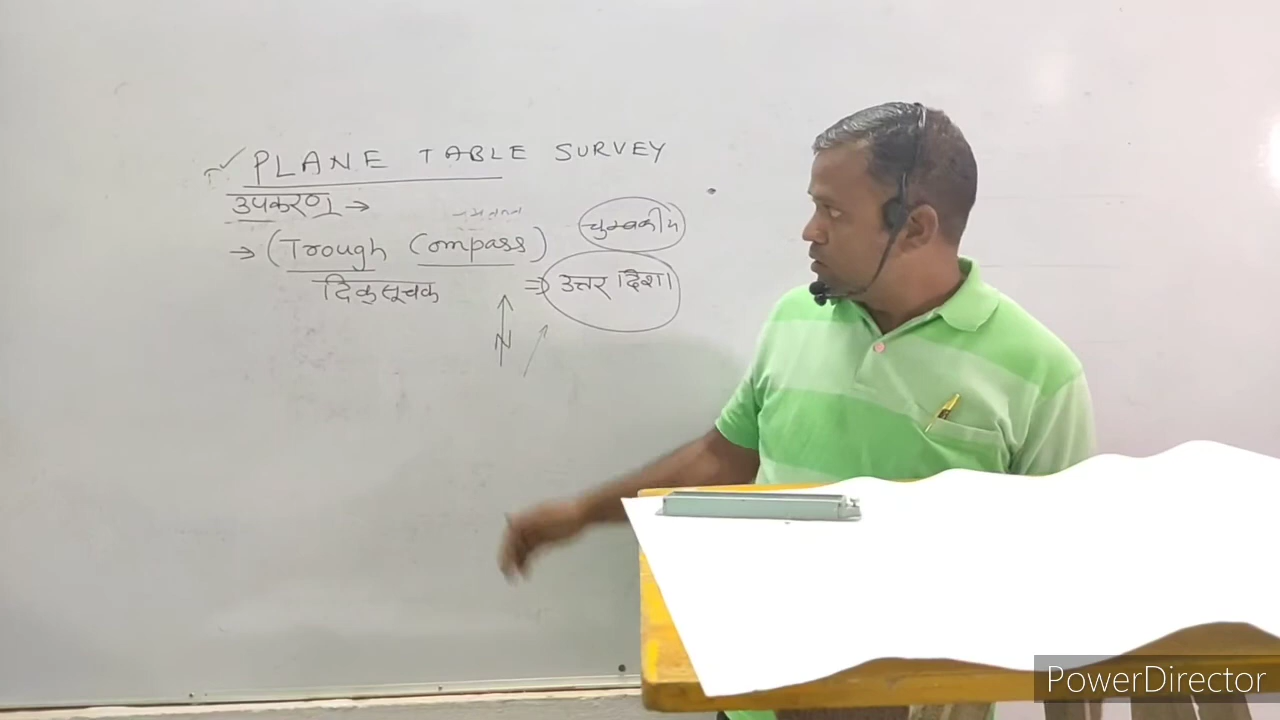 PLANE TABLE SURVEY
उपकरण →
→ (Trough Compass) चुम्बकीय
दिक्सूचक ⇒ उत्तर दिशा
N
PowerDirector